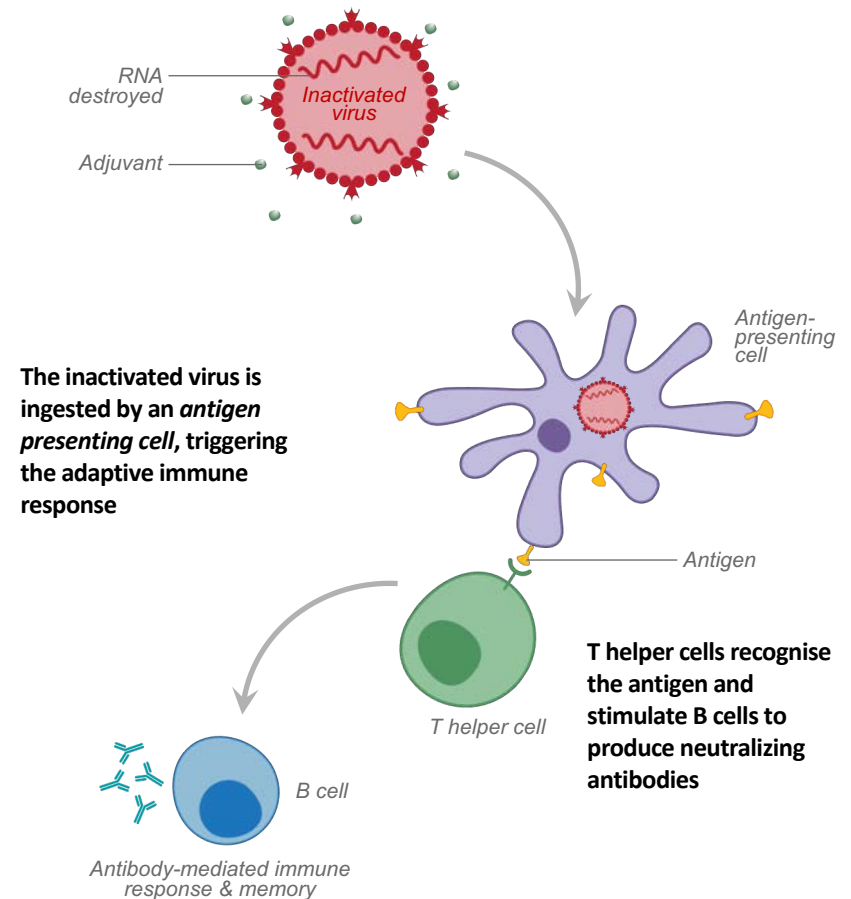 RNA
destroyed
Inactivated
virus
Adjuvant
Antigen-
presenting
cell
The inactivated virus is
ingested by an antigen
presenting cell, triggering
the adaptive immune
response
Antigen
T helper cells recognise
the antigen and
stimulate B cells to
produce neutralizing
antibodies
T helper cell
B cell
Antibody-mediated immune
response & memory